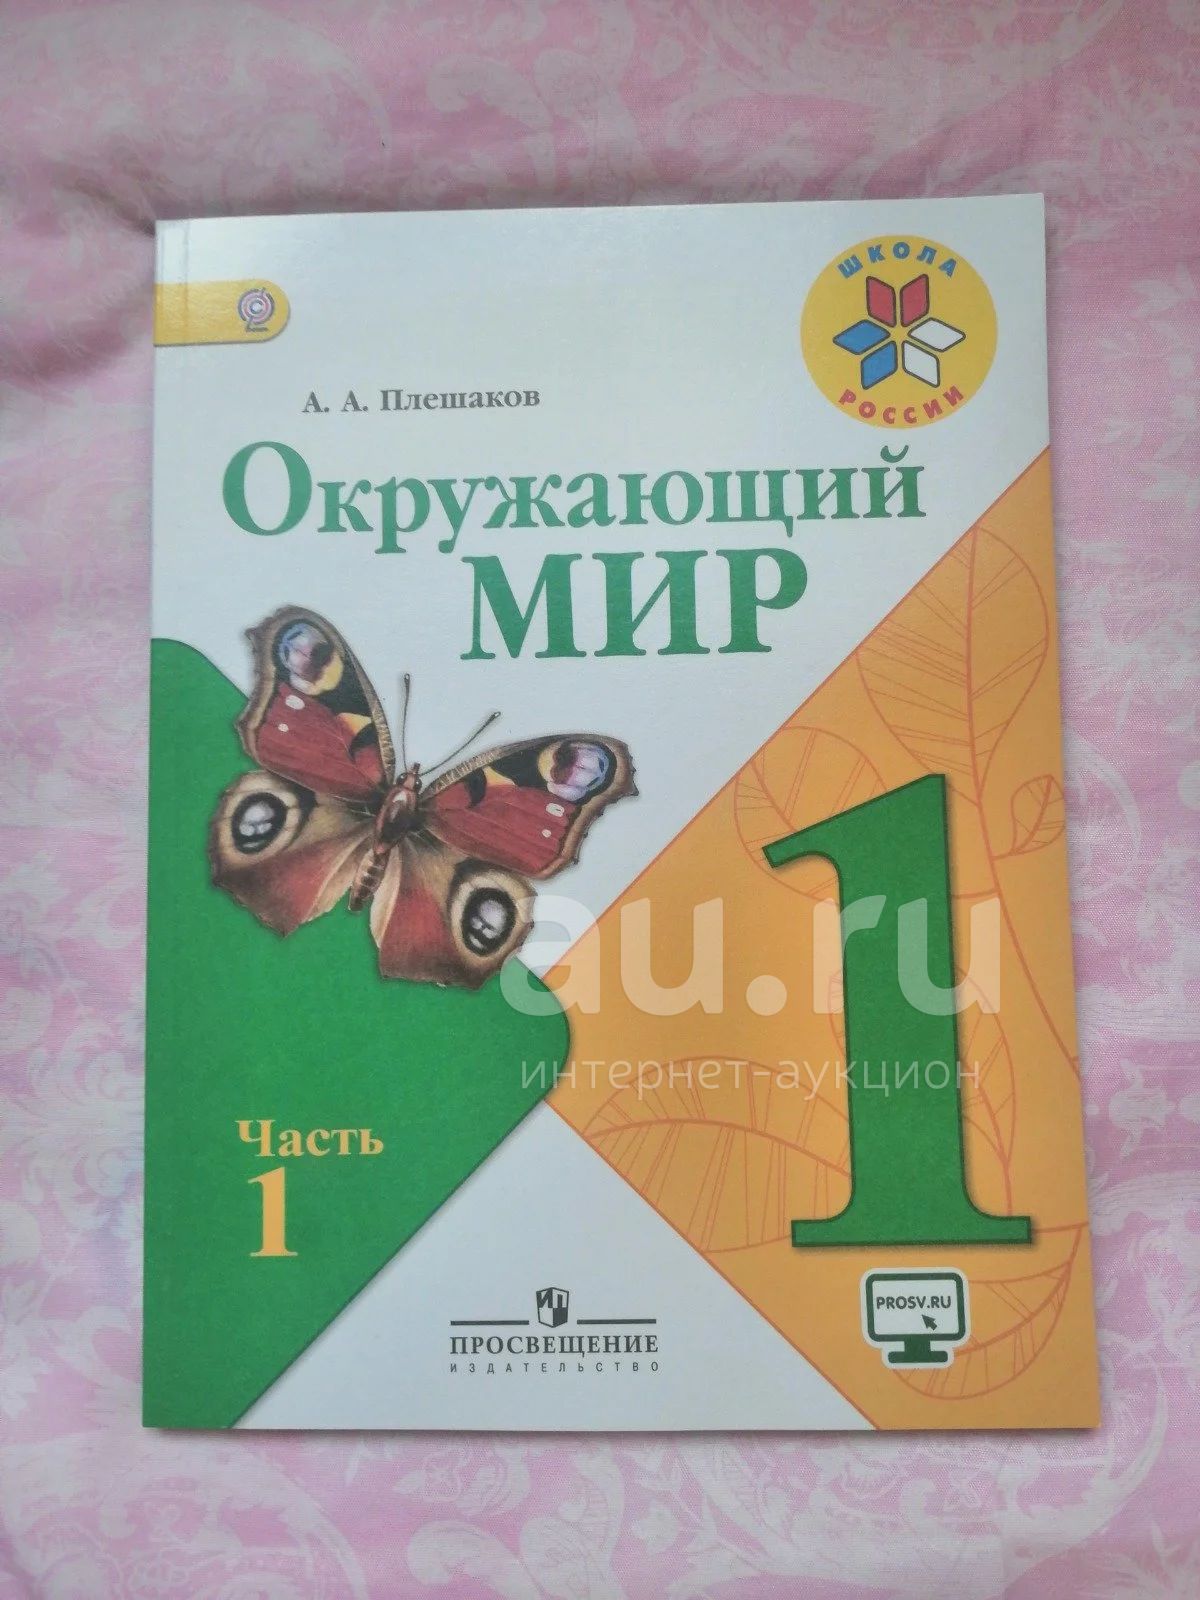 ШКОЛА
РОССИИ
А. А. Плешаков
Окружающий
МИР
1
au.ru
интернет-аукцион
Часть
1
PROSV.RU
ПРОСВЕЩЕНИЕ
ИЗДАТЕЛЬСТВО